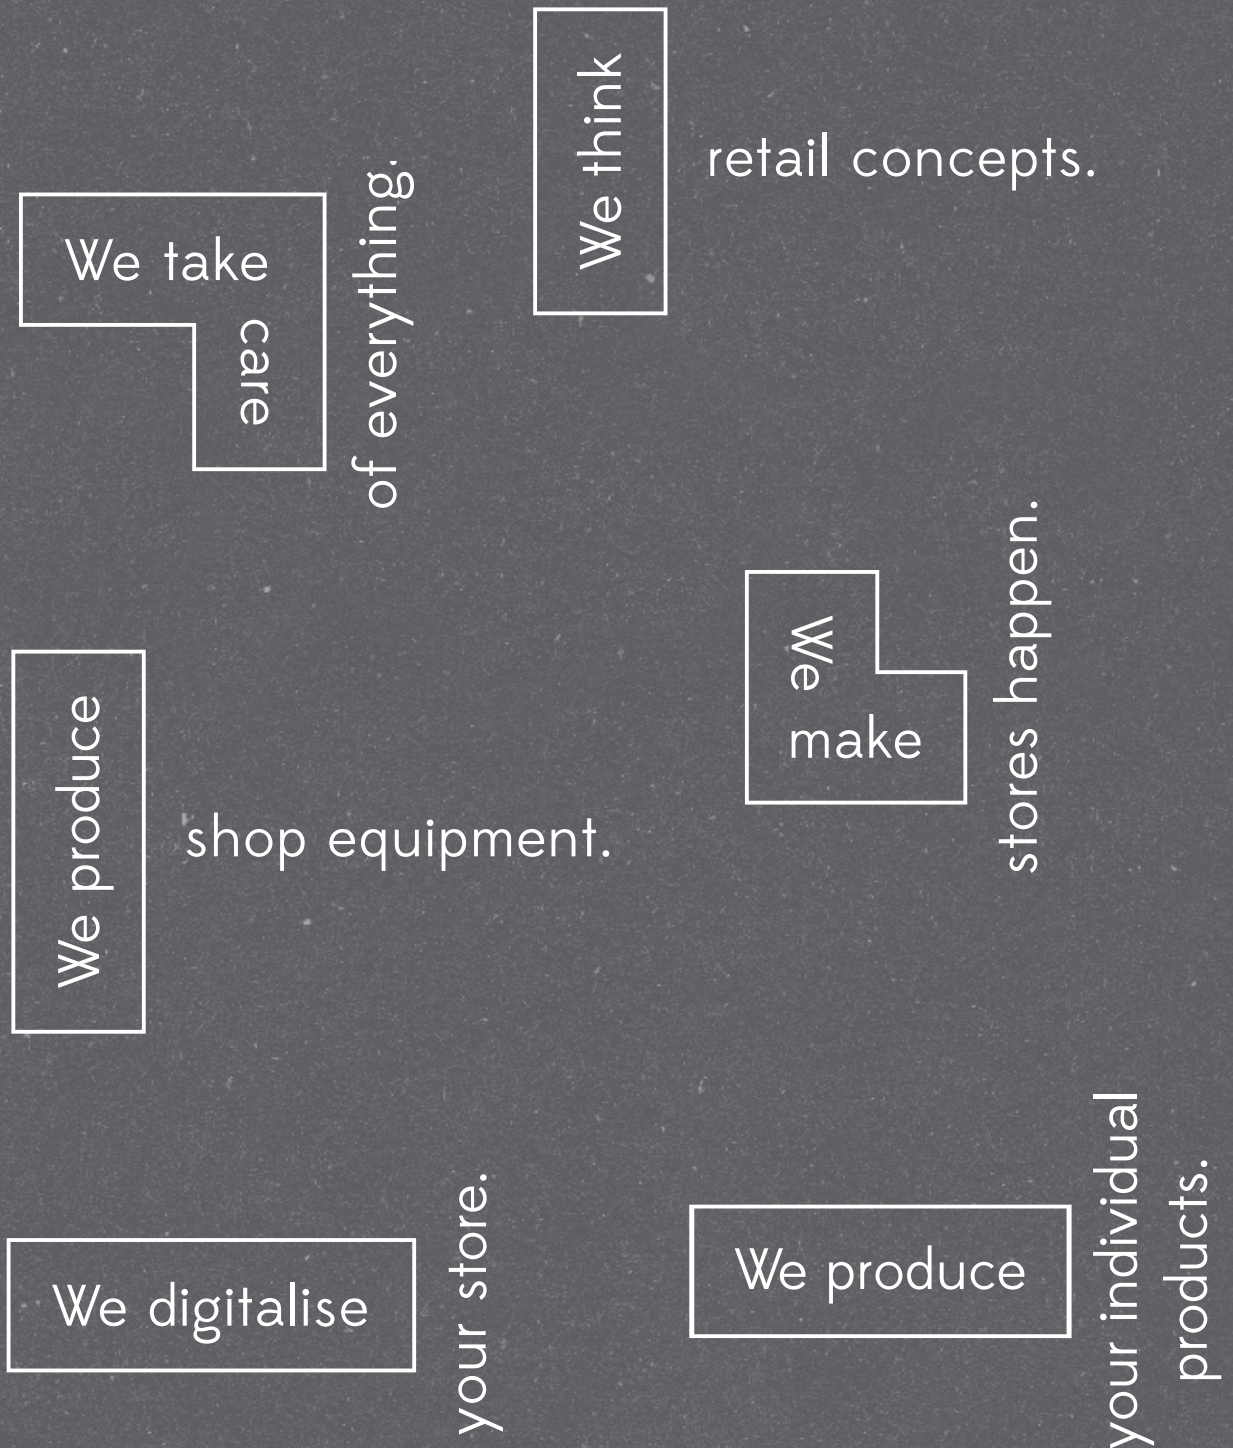 We think
retail concepts.
We take
care
of everything.
We
make
stores happen.
We produce
shop equipment.
We digitalise
your store.
We produce
your individual
products.